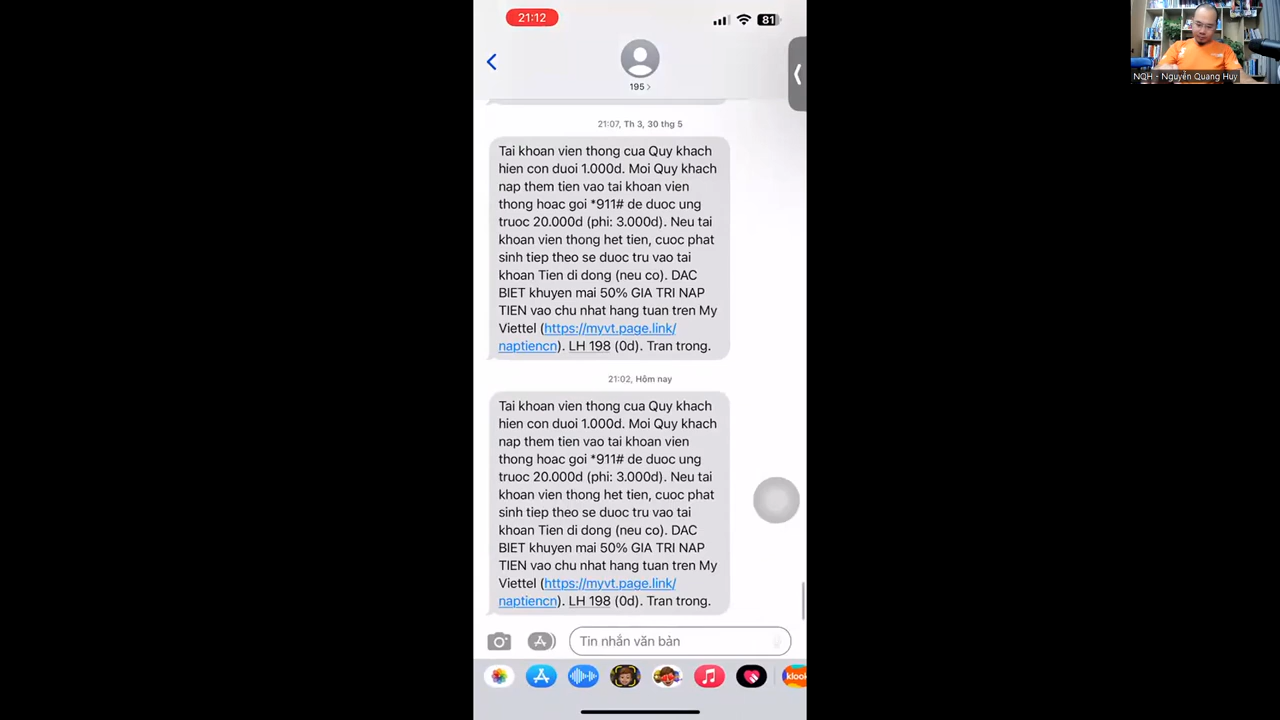 21:12
81
NQH - Nguyễn Quang Huy
195
21:07, Th 3, 30 thg 5
Tai khoan vien thong cua Quy khach
hien con duoi 1.000d. Moi Quy khach
nap them tien vao tai khoan vien
thong hoac goi *911# de duoc ung
truoc 20.000d (phi: 3.000d). Neu tai
khoan vien thong het tien, cuoc phat
sinh tiep theo se duoc tru vao tai
khoan Tien di dong (neu co). DAC
BIET khuyen mai 50% GIA TRI NAP
TIEN vao chu nhat hang tuan tren My
Viettel (https://myvt.page.link/
naptiencn). LH 198 (0d). Tran trong.
21:02, Hôm nay
Tai khoan vien thong cua Quy khach
hien con duoi 1.000d. Moi Quy khach
nap them tien vao tai khoan vien
thong hoac goi *911# de duoc ung
truoc 20.000d (phi: 3.000d). Neu tai
khoan vien thong het tien, cuoc phat
sinh tiep theo se duoc tru vao tai
khoan Tien di dong (neu co). DAC
BIET khuyen mai 50% GIA TRI NAP
TIEN vao chu nhat hang tuan tren My
Viettel (https://myvt.page.link/
naptiencn). LH 198 (0d). Tran trong.
Tin nhắn văn bản
klook